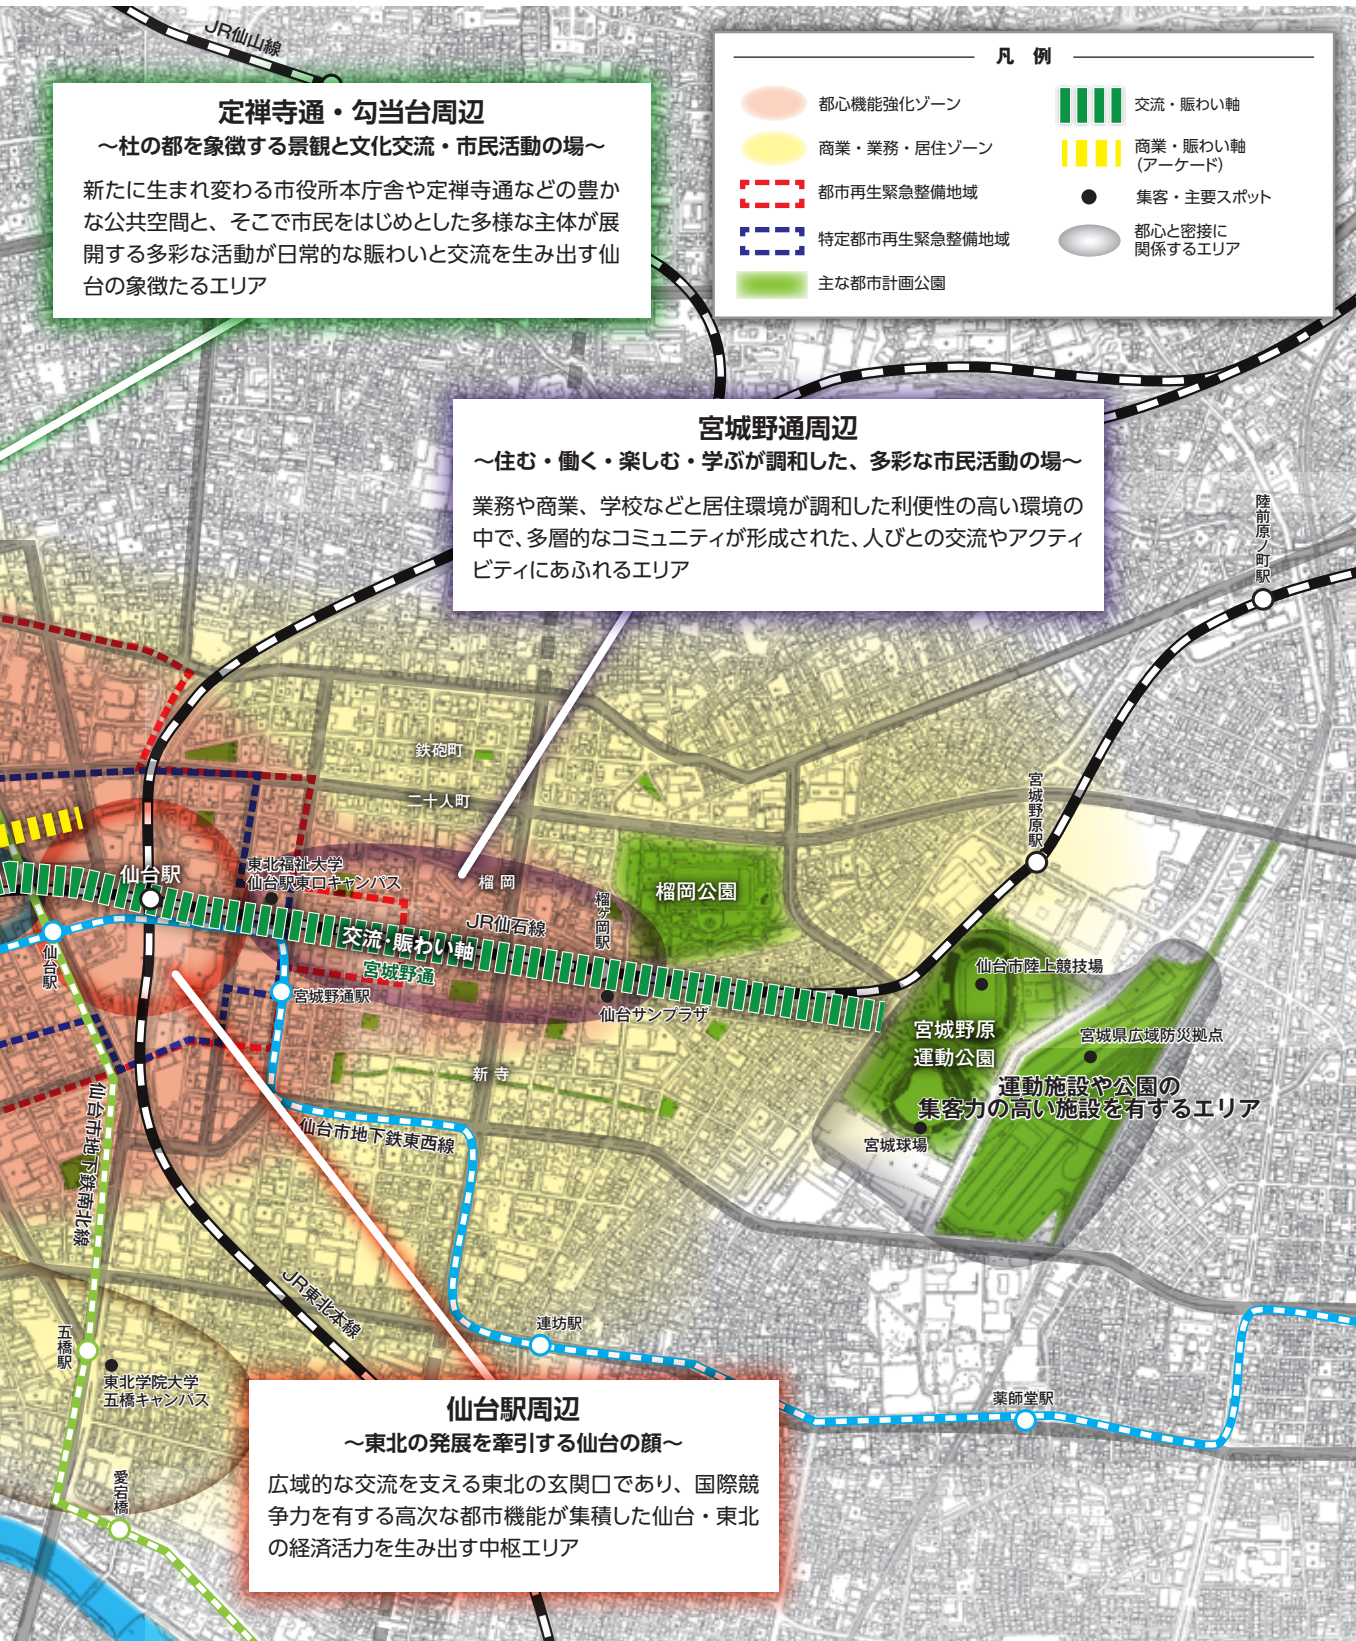 JR仙山線
定禅寺通・勾当台周辺
～杜の都を象徴する景観と文化交流・市民活動の場～
新たに生まれ変わる市役所本庁舎や定禅寺通などの豊か
な公共空間と、そこで市民をはじめとした多様な主体が展
開する多彩な活動が日常的な賑わいと交流を生み出す仙
台の象徴たるエリア
凡 例
都心機能強化ゾーン
商業・業務・居住ゾーン
都市再生緊急整備地域
特定都市再生緊急整備地域
主な都市計画公園
交流・賑わい軸
商業・賑わい軸
(アーケード)
集客・主要スポット
都心と密接に
関係するエリア
宮城野通周辺
～住む・働く・楽しむ・学ぶが調和した、多彩な市民活動の場～
業務や商業、学校などと居住環境が調和した利便性の高い環境の
中で、多層的なコミュニティが形成された、人びとの交流やアクティ
ビティにあふれるエリア
陸前原ノ町駅
鉄砲町
二十人町
宮城野原駅
仙台駅
東北福祉大学
仙台駅東口キャンパス
榴岡
榴ヶ岡駅
榴岡公園
JR仙石線
交流・賑わい軸
宮城野通
仙台駅
宮城野通駅
仙台サンプラザ
仙台市陸上競技場
宮城野原
運動公園
宮城県広域防災拠点
運動施設や公園の
集客力の高い施設を有するエリア
宮城球場
新寺
仙台市地下鉄東西線
仙台市地下鉄南北線
JR東北本線
五橋駅
東北学院大学
五橋キャンパス
連坊駅
薬師堂駅
愛宕橋
仙台駅周辺
～東北の発展を牽引する仙台の顔～
広域的な交流を支える東北の玄関口であり、国際競
争力を有する高次な都市機能が集積した仙台・東北
の経済活力を生み出す中枢エリア